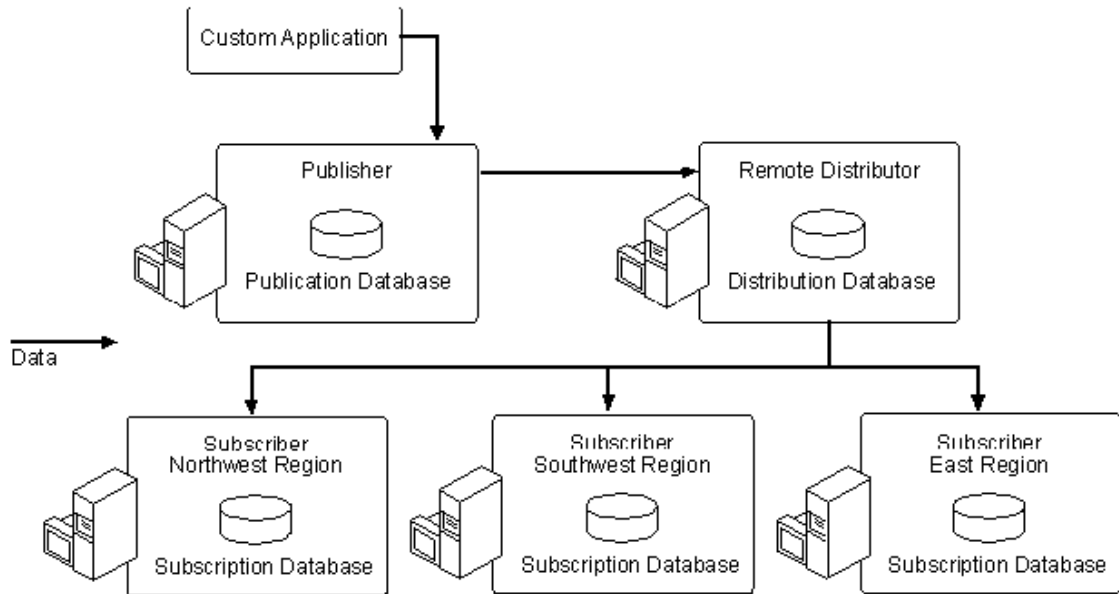 Custom Application
Publisher
Publication Database
Remote Distributor
Distribution Database
Data
Subscriber
Northwest Region
Subscription Database
Subscriber
Southwest Region
Subscription Database
Subscriber
East Region
Subscription Database